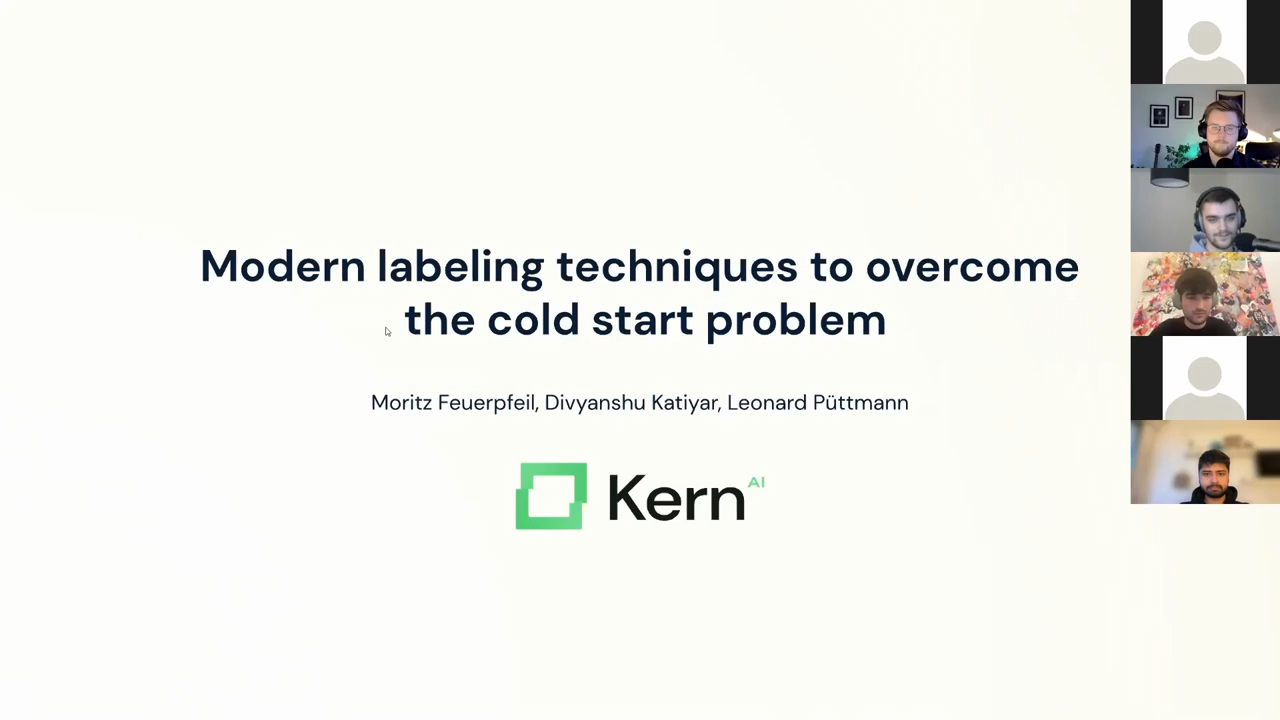 Modern labeling techniques to overcome
the cold start problem
Moritz Feuerpfeil, Divyanshu Katiyar, Leonard Püttmann
Kern AI